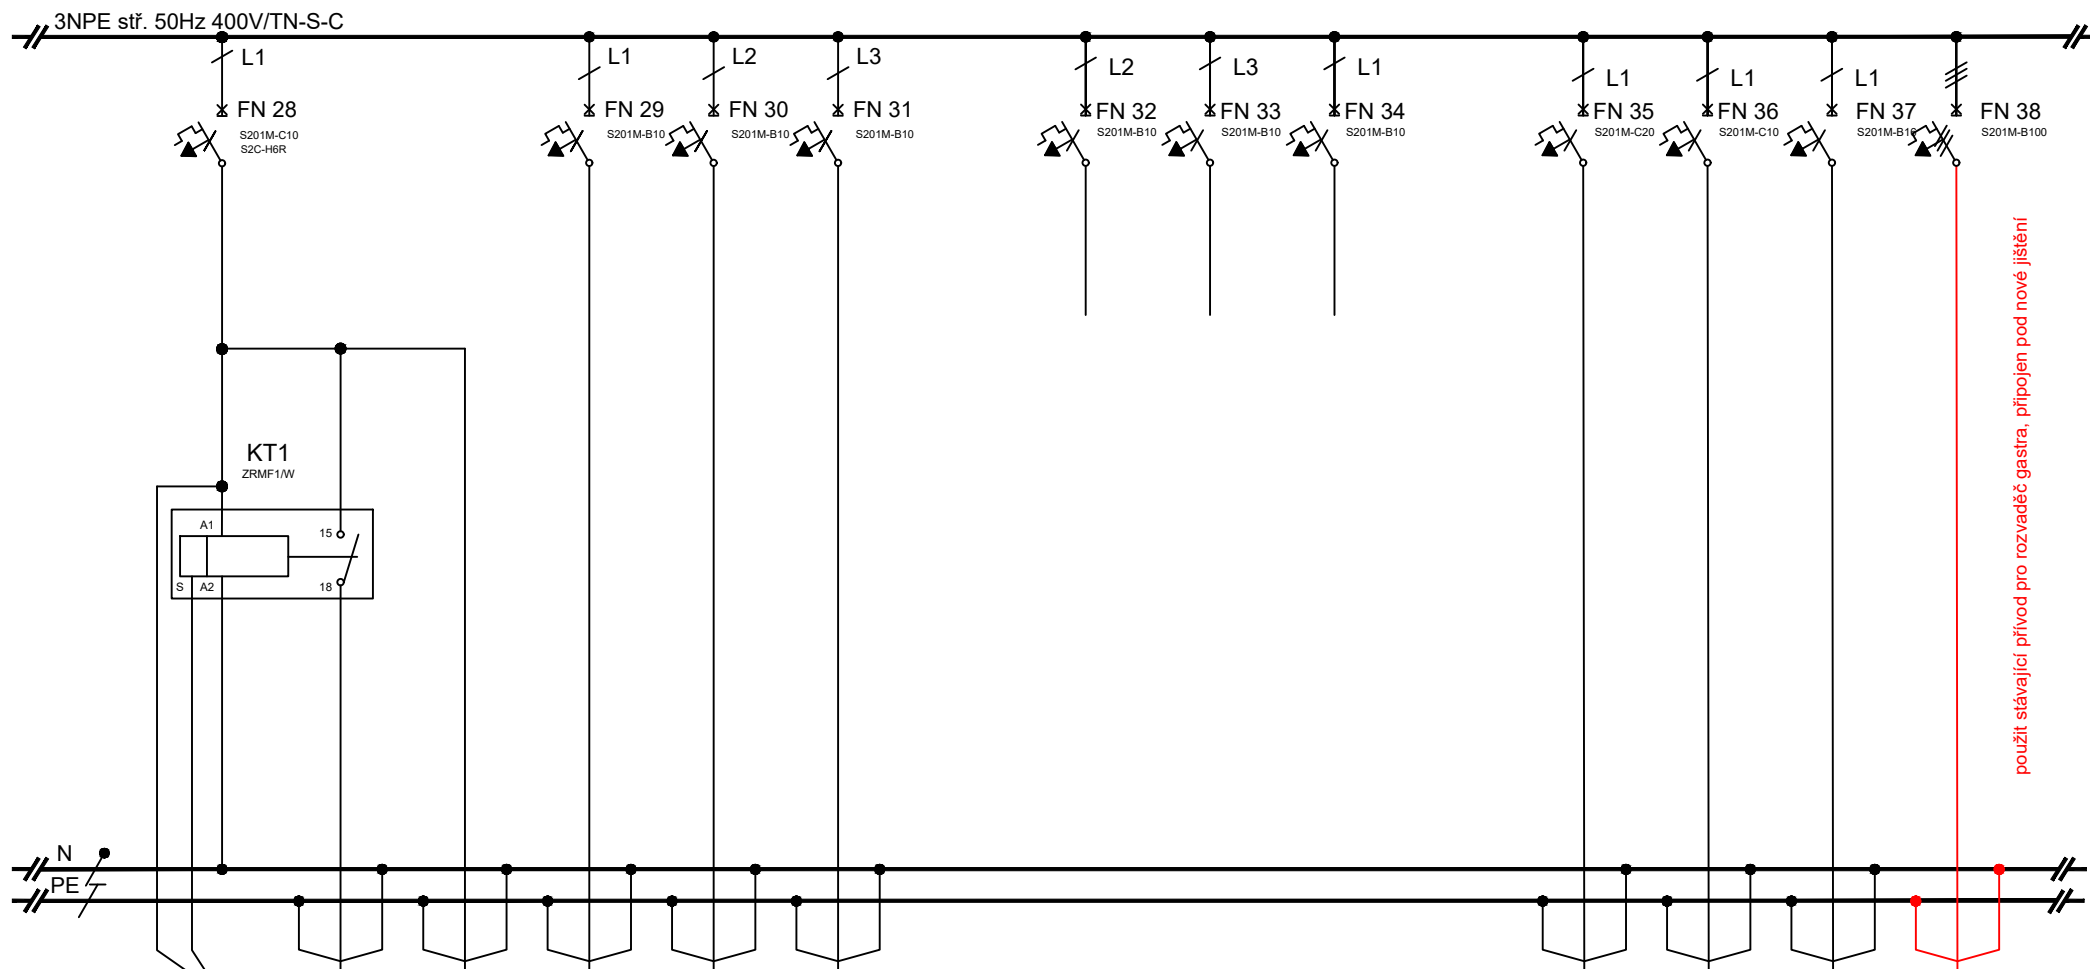 3NPE stř. 50Hz 400V/TN-S-C
L1
L1
L2
L3
L2
L3
L1
L1
L1
L1
FN 28
S201M-C10
S2C-H6R
FN 29
S201M-B10
FN 30
S201M-B10
FN 31
S201M-B10
FN 32
S201M-B10
FN 33
S201M-B10
FN 34
S201M-B10
FN 35
S201M-C20
FN 36
S201M-C10
FN 37
S201M-B16
FN 38
S201M-B100
použit stávající přívod pro rozvaděč gastra, připojen pod nové jištění
KT1
ZRMF1/W
A1
15
S
A2
18
N
PE